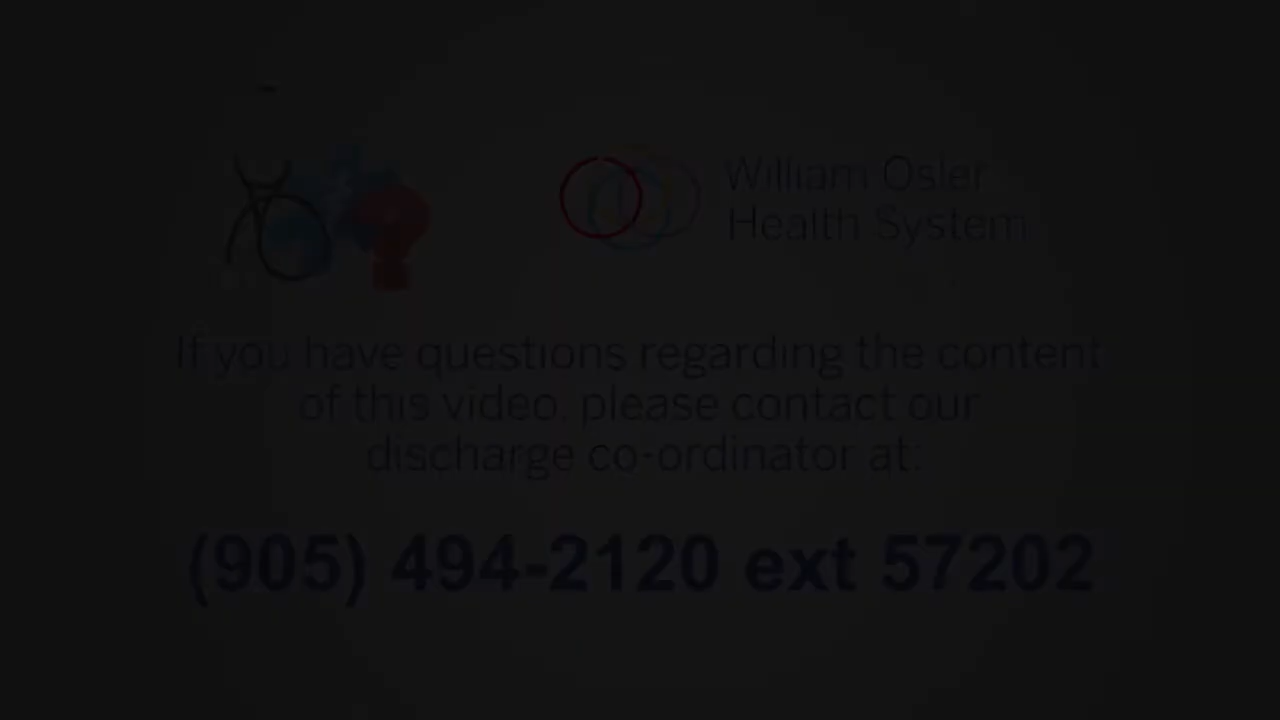 William Osler
Health System
If you have questions regarding the content
of this video, please contact our
discharge co-ordinator at:
(905) 494-2120 ext 57202